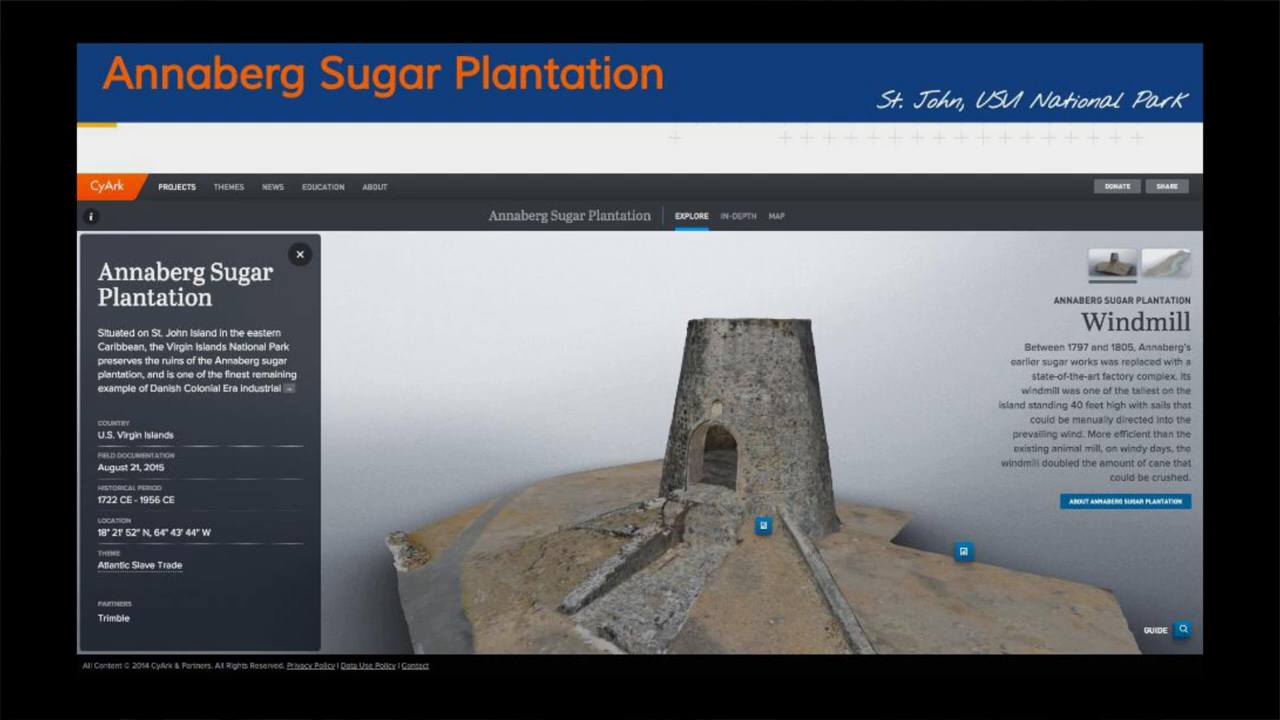 Annaberg Sugar Plantation
St. John, USVI National Park
CyArk PROJECTS THEMES NEWS EDUCATION ABOUT DONATE SHARE
i Annaberg Sugar Plantation EXPLORE IN-DEPTH MAP
Annaberg Sugar
Plantation
Situated on St. John Island in the eastern
Caribbean, the Virgin Islands National Park
preserves the ruins of the Annaberg sugar
plantation, and is one of the finest remaining
example of Danish Colonial Era industrial
COUNTRY
U.S. Virgin Islands
FIELD DOCUMENTATION
August 21, 2015
HISTORICAL PERIOD
1722 CE - 1956 CE
LOCATION
18° 21' 52" N, 64° 43' 44" W
THEME
Atlantic Slave Trade
PARTNERS
Trimble
ANNABERG SUGAR PLANTATION
Windmill
Between 1797 and 1805, Annaberg's
earlier sugar works was replaced with a
state-of-the-art factory complex. Its
windmill was one of the tallest on the
island standing 40 feet high with sails that
could be manually directed into the
prevailing wind. More efficient than the
existing animal mill, on windy days, the
windmill doubled the amount of cane that
could be crushed.
ABOUT ANNABERG SUGAR PLANTATION
GUIDE
All Content © 2014 CyArk & Partners. All Rights Reserved. Privacy Policy | Data Use Policy | Contact